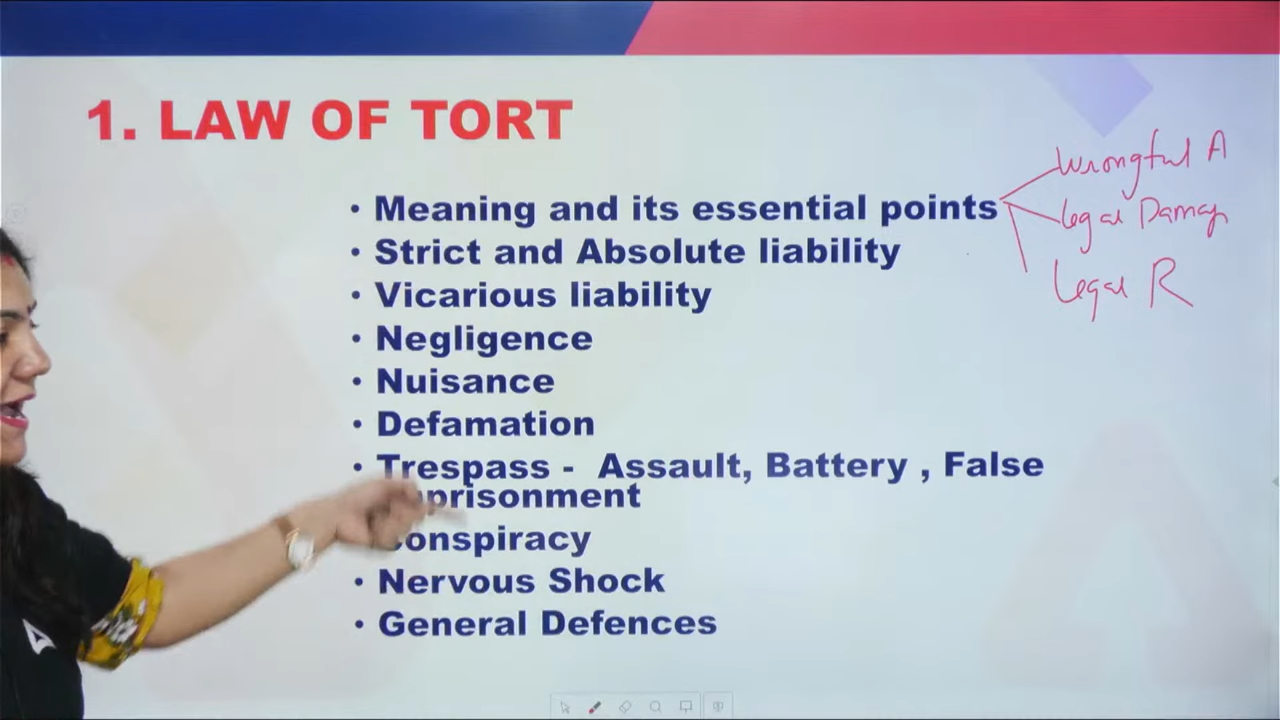 1. LAW OF TORT
• Meaning and its essential points
Wrongful A
Legal Damag
Legal R
• Strict and Absolute liability
• Vicarious liability
• Negligence
• Nuisance
• Defamation
• Trespass - Assault, Battery , False
prisonment
onspiracy
• Nervous Shock
• General Defences